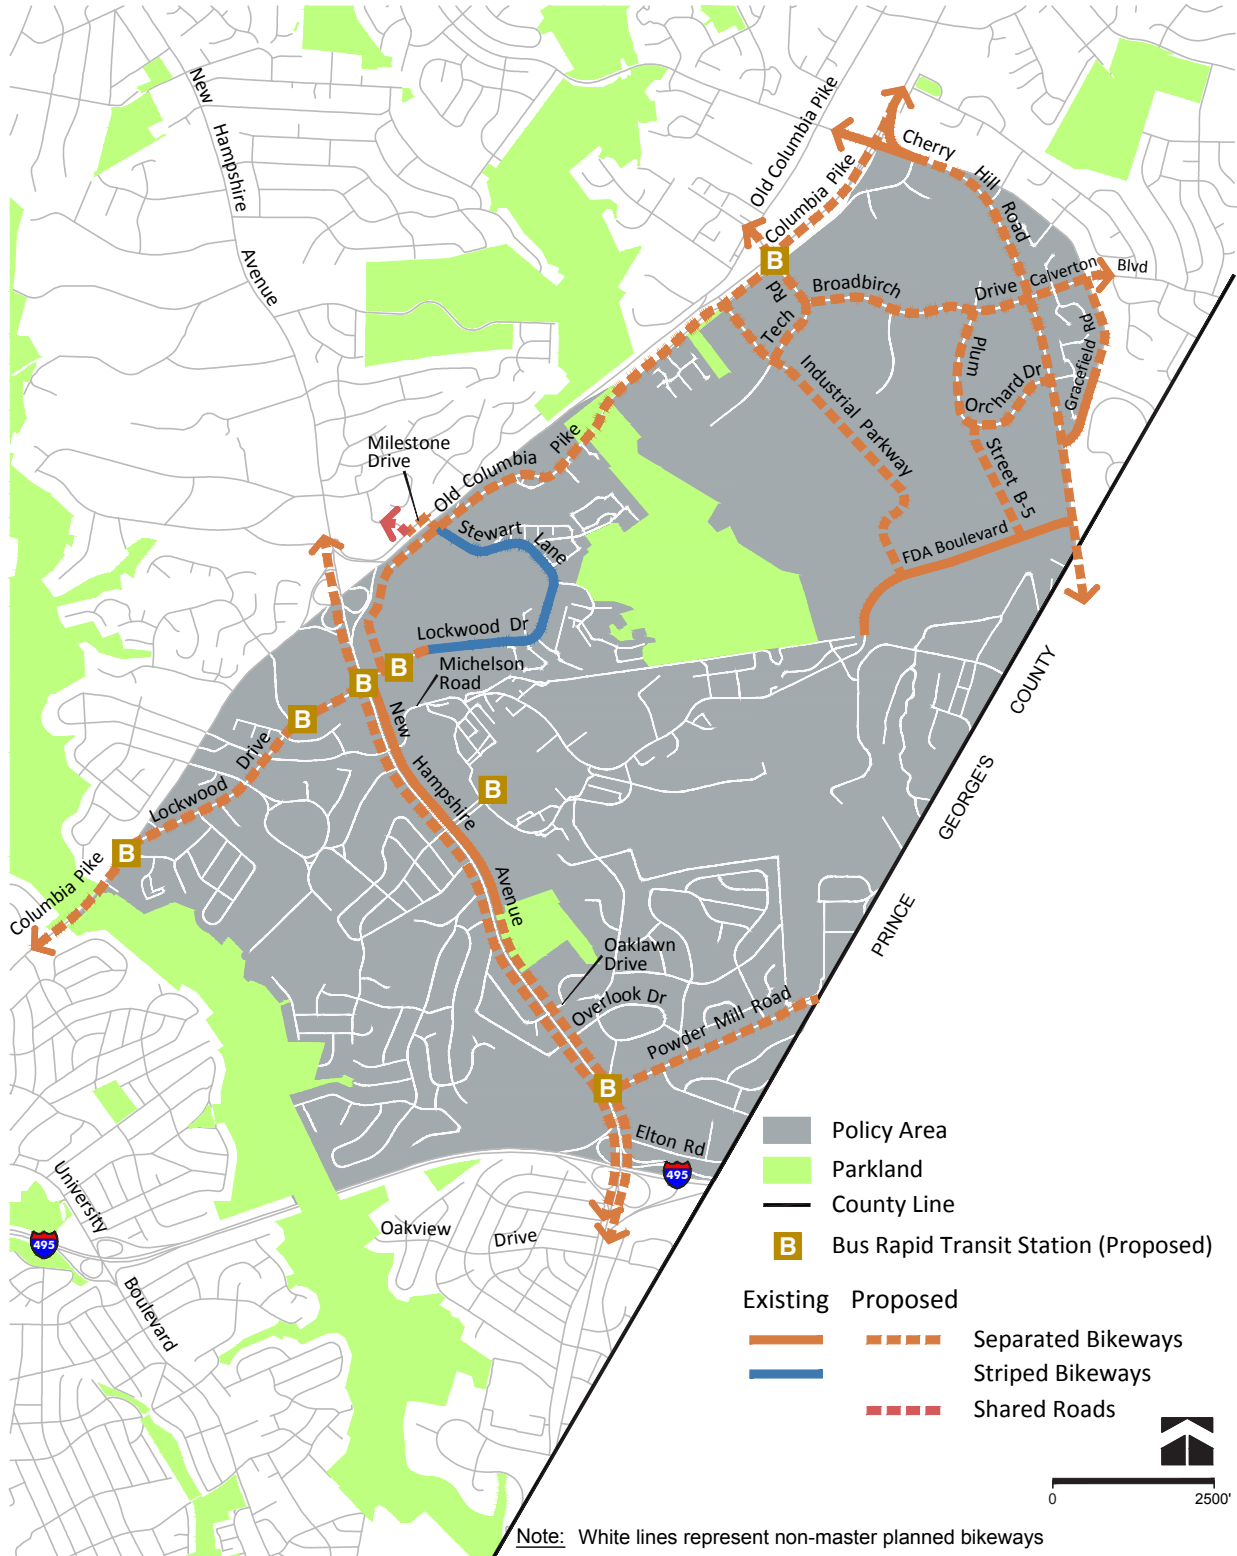 New
Hampshire
Avenue
Old Columbia Pike
Columbia Pike
Cherry
Hill
Road
Calverton
Blvd
B
Rd
Tech
Broadbirch
Drive
Plum
Orchard Dr
Gracefield Rd
Industrial Parkway
Street B-5
FDA Boulevard
Milestone
Drive
Old Columbia Pike
Stewart
Lane
Lockwood Dr
Michelson
Road
B
B
B
New
Hampshire
Avenue
Lockwood
Drive
B
B
Columbia Pike
Oaklawn
Drive
Overlook Dr
Powder Mill Road
B
Elton Rd
495
PRINCE
GEORGE'S
COUNTY
University
Boulevard
495
Oakview
Drive
Policy Area
Parkland
County Line
B Bus Rapid Transit Station (Proposed)
Existing Proposed
Separated Bikeways
Striped Bikeways
Shared Roads
0 2500'
Note: White lines represent non-master planned bikeways